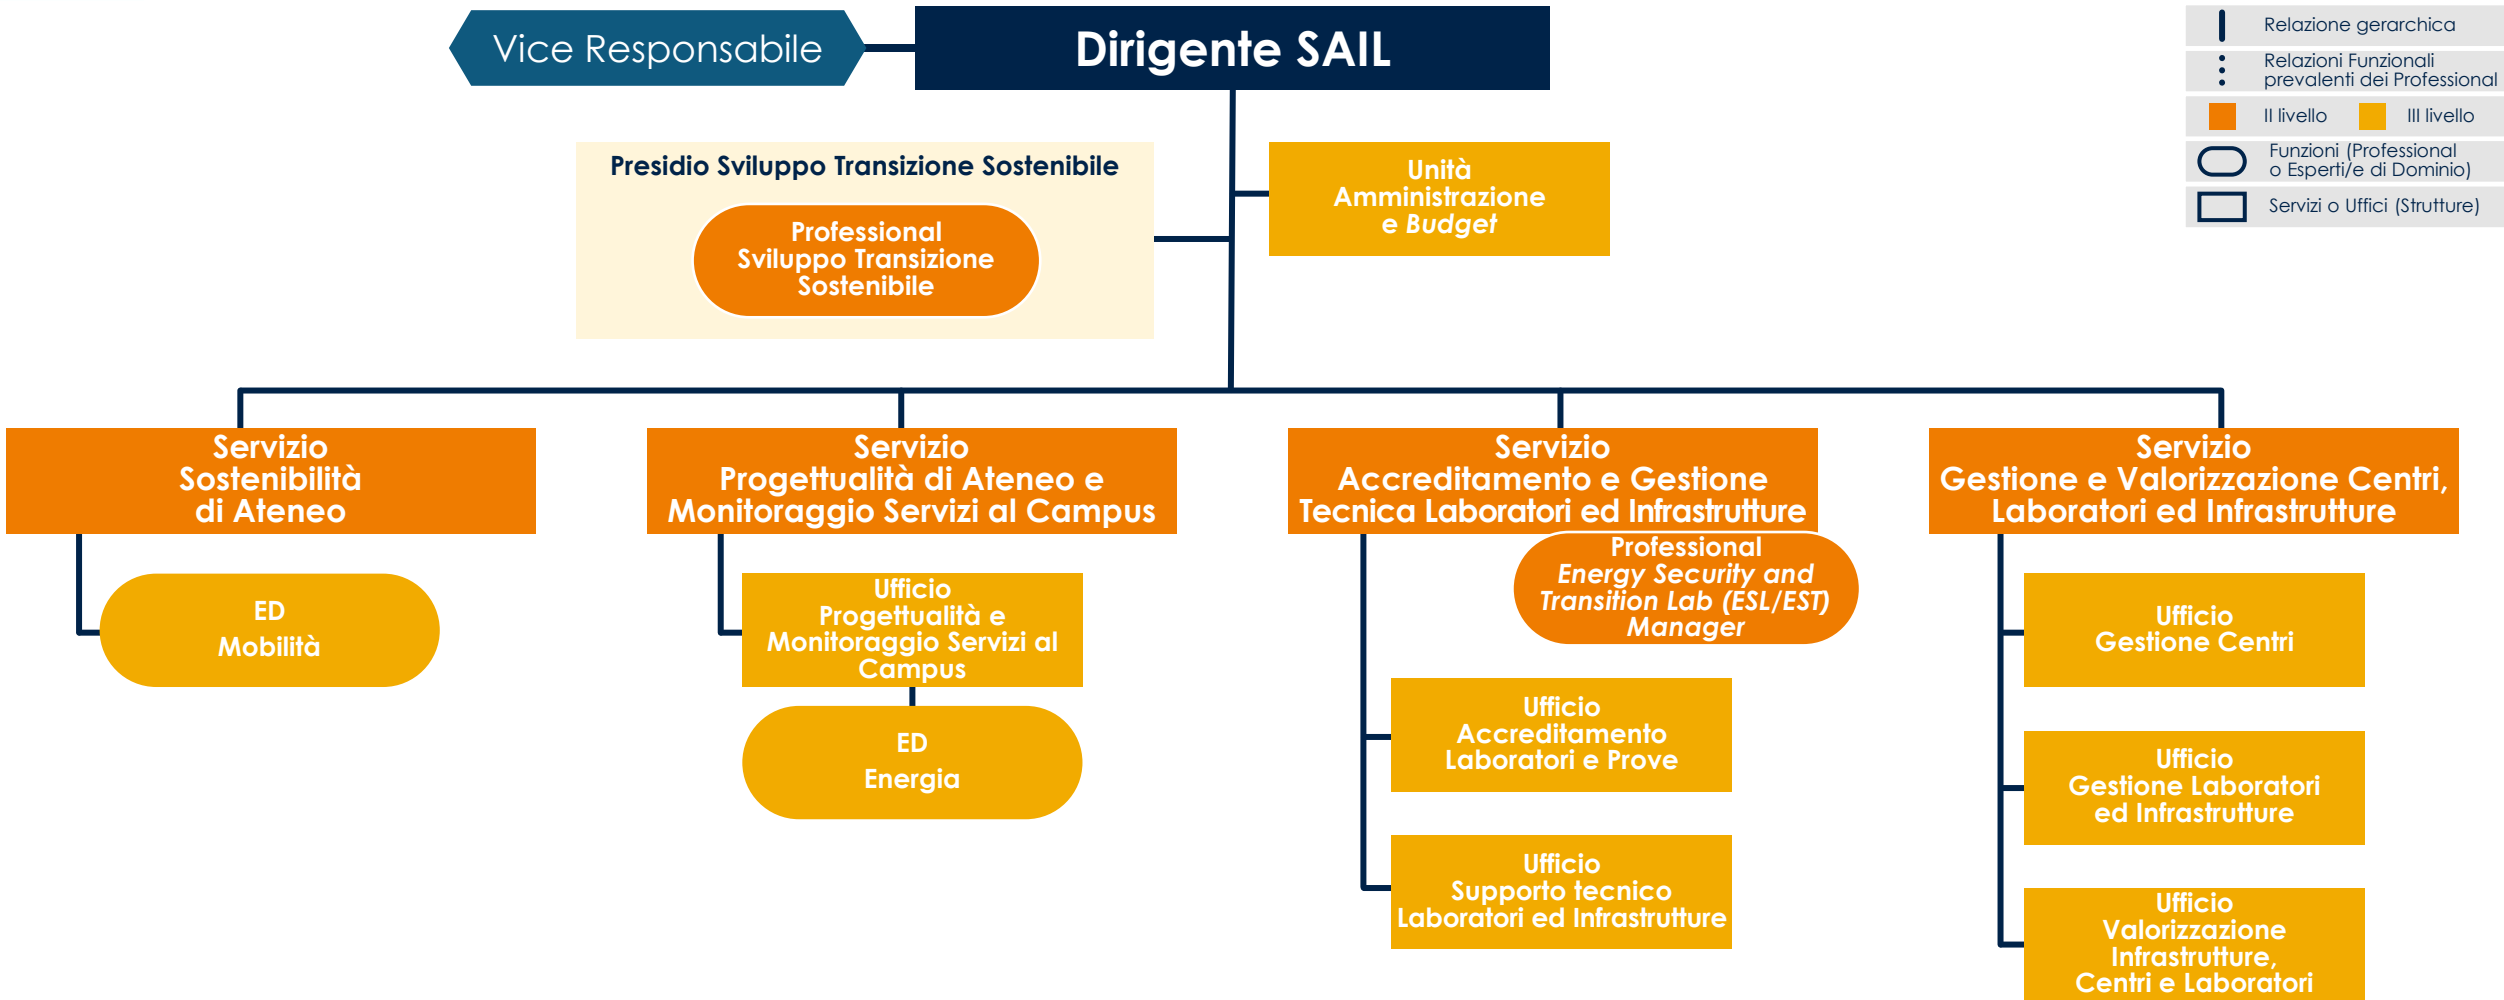 Vice Responsabile
Dirigente SAIL
Relazione gerarchica
Relazioni Funzionali
prevalenti dei Professional
II livello
III livello
Funzioni (Professional
o Esperti/e di Dominio)
Servizi o Uffici (Strutture)
Presidio Sviluppo Transizione Sostenibile
Professional
Sviluppo Transizione
Sostenibile
Unità
Amministrazione
e Budget
Servizio
Sostenibilità
di Ateneo
Servizio
Progettualità di Ateneo e
Monitoraggio Servizi al Campus
Servizio
Accreditamento e Gestione
Tecnica Laboratori ed Infrastrutture
Servizio
Gestione e Valorizzazione Centri,
Laboratori ed Infrastrutture
ED
Mobilità
Ufficio
Progettualità e
Monitoraggio Servizi al
Campus
ED
Energia
Professional
Energy Security and
Transition Lab (ESL/EST)
Manager
Ufficio
Accreditamento
Laboratori e Prove
Ufficio
Supporto tecnico
Laboratori ed Infrastrutture
Ufficio
Gestione Centri
Ufficio
Gestione Laboratori
ed Infrastrutture
Ufficio
Valorizzazione
Infrastrutture,
Centri e Laboratori